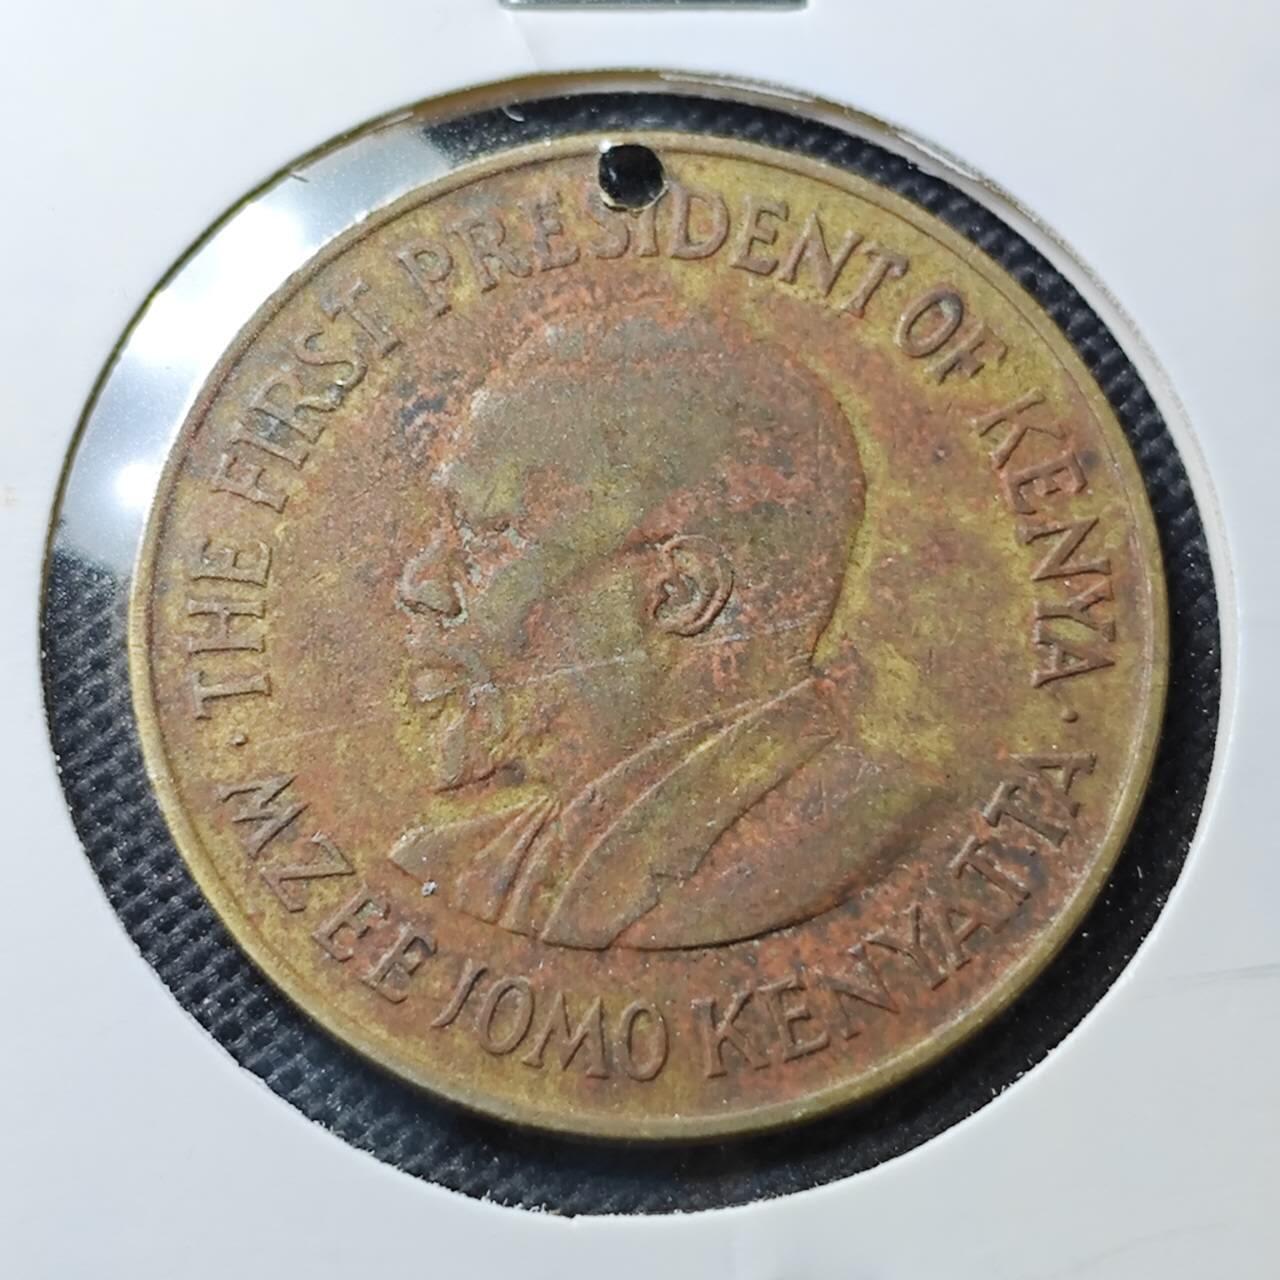 · THE FIRST PRESIDENT OF KENYA ·
MZEE JOMO KENYATTA